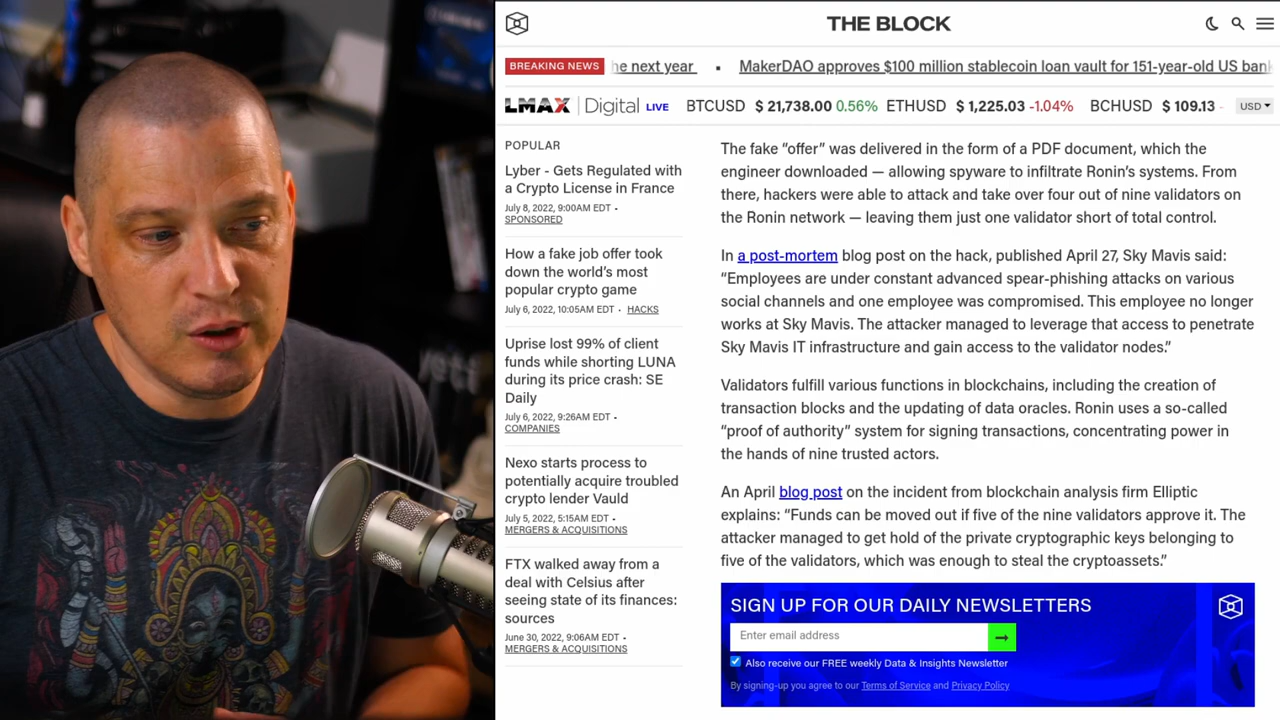 THE BLOCK
BREAKING NEWS
he next year ▪ MakerDAO approves $100 million stablecoin loan vault for 151-year-old US bank
LMAX Digital LIVE BTCUSD $ 21,738.00 0.56% ETHUSD $ 1,225.03 -1.04% BCHUSD $ 109.13 - USD
POPULAR
Lyber - Gets Regulated with
a Crypto License in France
July 8, 2022, 9:00AM EDT •
SPONSORED
How a fake job offer took
down the world's most
popular crypto game
July 6, 2022, 10:05AM EDT • HACKS
Uprise lost 99% of client
funds while shorting LUNA
during its price crash: SE
Daily
July 6, 2022, 9:26AM EDT •
COMPANIES
Nexo starts process to
potentially acquire troubled
crypto lender Vauld
July 5, 2022, 5:15AM EDT •
MERGERS & ACQUISITIONS
FTX walked away from a
deal with Celsius after
seeing state of its finances:
sources
June 30, 2022, 9:06AM EDT •
MERGERS & ACQUISITIONS
The fake “offer” was delivered in the form of a PDF document, which the
engineer downloaded — allowing spyware to infiltrate Ronin’s systems. From
there, hackers were able to attack and take over four out of nine validators on
the Ronin network — leaving them just one validator short of total control.
In a post-mortem blog post on the hack, published April 27, Sky Mavis said:
“Employees are under constant advanced spear-phishing attacks on various
social channels and one employee was compromised. This employee no longer
works at Sky Mavis. The attacker managed to leverage that access to penetrate
Sky Mavis IT infrastructure and gain access to the validator nodes.”
Validators fulfill various functions in blockchains, including the creation of
transaction blocks and the updating of data oracles. Ronin uses a so-called
“proof of authority“ system for signing transactions, concentrating power in
the hands of nine trusted actors.
An April blog post on the incident from blockchain analysis firm Elliptic
explains: “Funds can be moved out if five of the nine validators approve it. The
attacker managed to get hold of the private cryptographic keys belonging to
five of the validators, which was enough to steal the cryptoassets.”
SIGN UP FOR OUR DAILY NEWSLETTERS
Enter email address
Also receive our FREE weekly Data & Insights Newsletter
By signing-up you agree to our Terms of Service and Privacy Policy